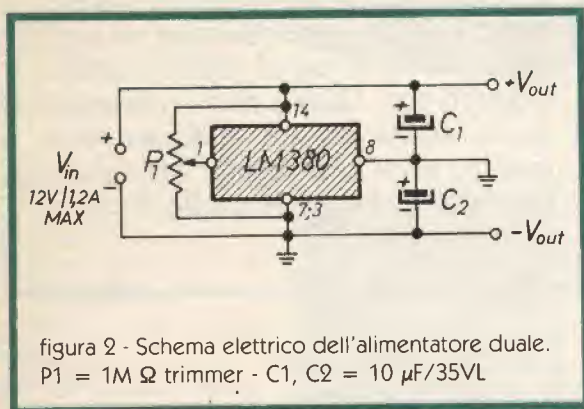 +Vout
14
+
C1
-
+
Vin
-
12V/1,2A
MAX
P1
1
LM380
8
7;3
+
C2
-
-Vout
figura 2 - Schema elettrico dell'alimentatore duale.
P1 = 1M Ω trimmer - C1, C2 = 10 µF/35VL